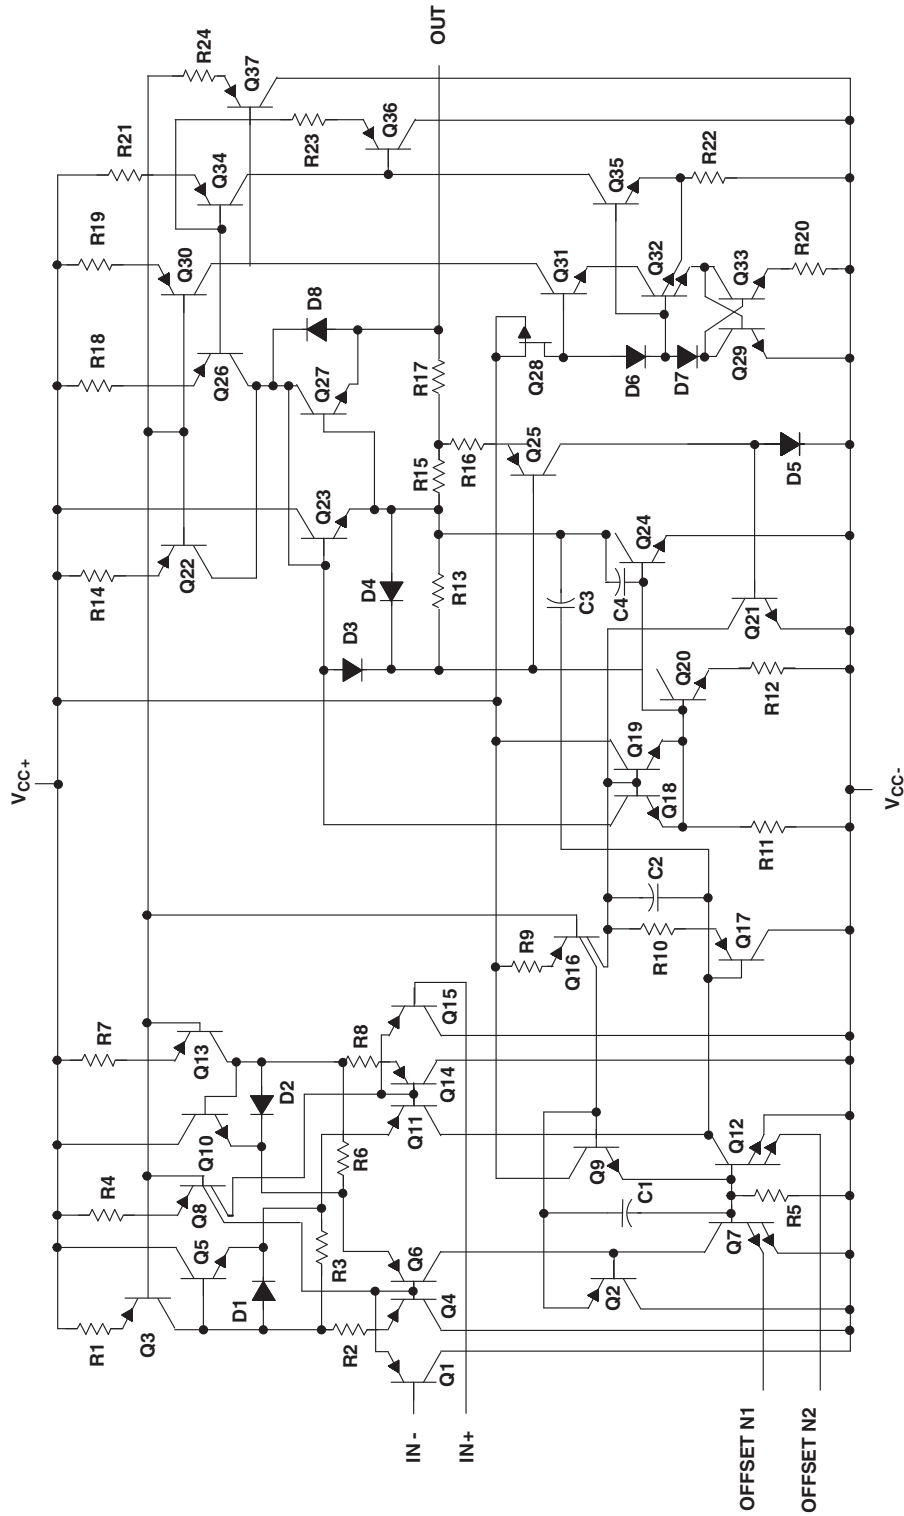 VCC+
R1
R4
R7
R14
R18
R19
R21
R24
Q3
Q5
Q8
Q10
Q13
Q22
Q26
Q30
Q34
Q37
D1
D2
D3
D4
D8
Q23
Q27
R23
Q36
OUT
R2
R3
R6
R8
R13
R15
R17
Q1
Q4
Q6
Q11
Q14
Q15
R16
IN -
IN+
R9
Q16
Q25
Q28
Q31
Q35
C3
C4
Q24
Q2
C1
Q9
R10
C2
Q18
Q19
Q20
Q21
D5
D6
D7
Q32
R22
Q7
R5
Q12
Q17
R11
R12
Q29
Q33
R20
OFFSET N1
OFFSET N2
VCC-